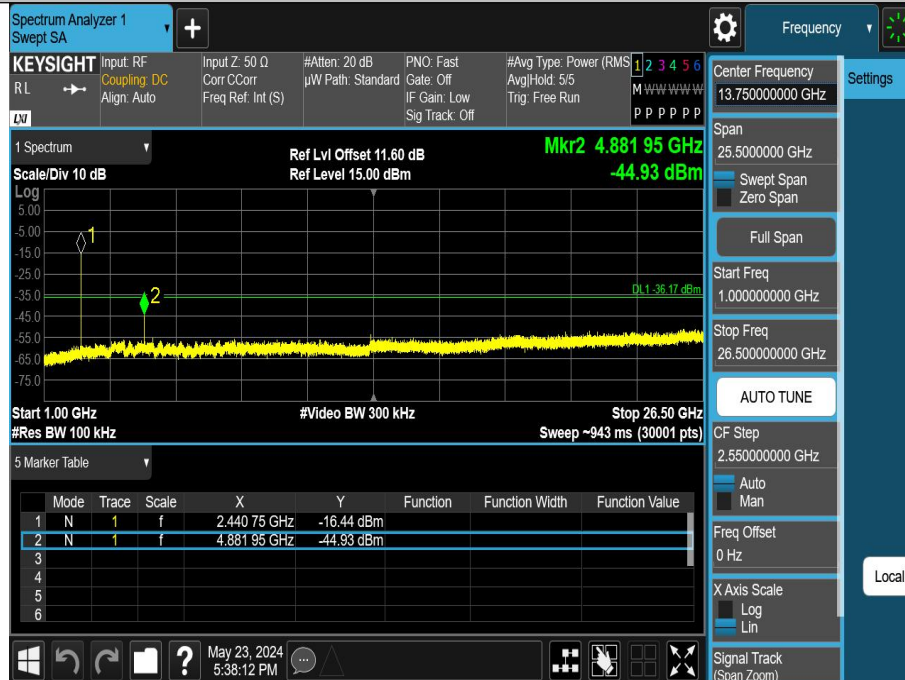 Spectrum Analyzer 1
Swept SA
+
Frequency
KEYSIGHT
RL
LXI
Input: RF
Coupling: DC
Align: Auto
Input Z: 50 Ω
Corr CCorr
Freq Ref: Int (S)
#Atten: 20 dB
µW Path: Standard
PNO: Fast
Gate: Off
IF Gain: Low
Sig Track: Off
#Avg Type: Power (RMS
Avg|Hold: 5/5
Trig: Free Run
1 2 3 4 5 6
M W W W W W
P P P P P P
1 Spectrum
Scale/Div 10 dB
Ref Lvl Offset 11.60 dB
Ref Level 15.00 dBm
Mkr2 4.881 95 GHz
-44.93 dBm
Log
5.00
-5.00
-15.0
-25.0
-35.0
-45.0
-55.0
-65.0
-75.0
1
2
DL1 -36.17 dBm
Start 1.00 GHz
#Video BW 300 kHz
Stop 26.50 GHz
#Res BW 100 kHz
Sweep ~943 ms (30001 pts)
5 Marker Table
Mode Trace Scale X Y Function Function Width Function Value
1 N 1 f 2.440 75 GHz -16.44 dBm
2 N 1 f 4.881 95 GHz -44.93 dBm
3
4
5
6
?
May 23, 2024
5:38:12 PM
Center Frequency
13.750000000 GHz
Settings
Span
25.5000000 GHz
Swept Span
Zero Span
Full Span
Start Freq
1.000000000 GHz
Stop Freq
26.500000000 GHz
AUTO TUNE
CF Step
2.550000000 GHz
Auto
Man
Freq Offset
0 Hz
Local
X Axis Scale
Log
Lin
Signal Track
(Span Zoom)